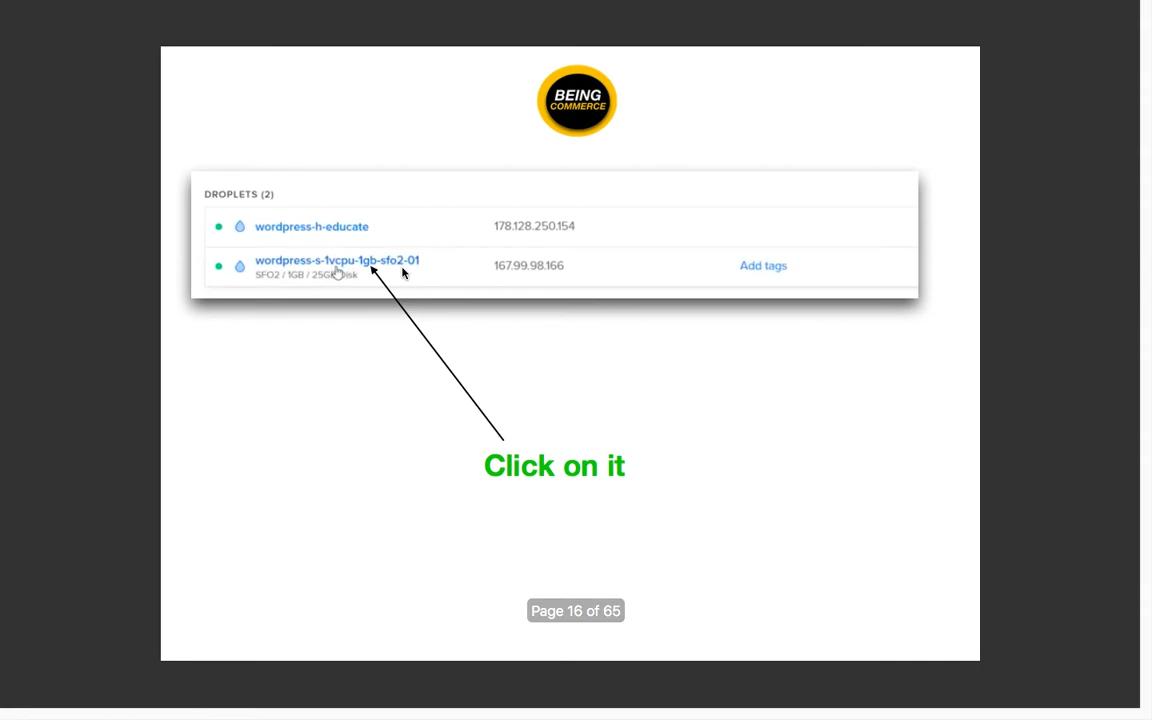 BEING
COMMERCE
DROPLETS (2)
wordpress-h-educate 178.128.250.154
wordpress-s-1vcpu-1gb-sfo2-01 167.99.98.166 Add tags
SFO2 / 1GB / 25GB Disk
Click on it
Page 16 of 65